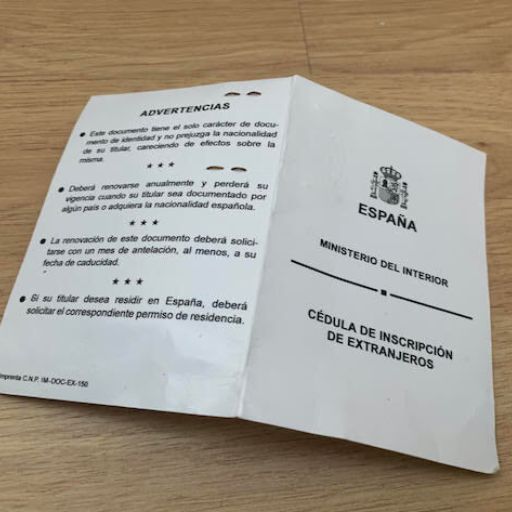 ADVERTENCIAS
● Este documento tiene el solo carácter de docu-
mento de identidad y no prejuzga la nacionalidad
de su titular, careciendo de efectos sobre la
misma.
* * *
● Deberá renovarse anualmente y perderá su
vigencia cuando su titular sea documentado por
algún país o adquiera la nacionalidad española.
* * *
● La renovación de este documento deberá solici-
tarse con un mes de antelación, al menos, a su
fecha de caducidad.
* * *
● Si su titular desea residir en España, deberá
solicitar el correspondiente permiso de residencia.
Imprenta C.N.P. IM-DOC-EX-150
ESPAÑA
MINISTERIO DEL INTERIOR
CÉDULA DE INSCRIPCIÓN
DE EXTRANJEROS